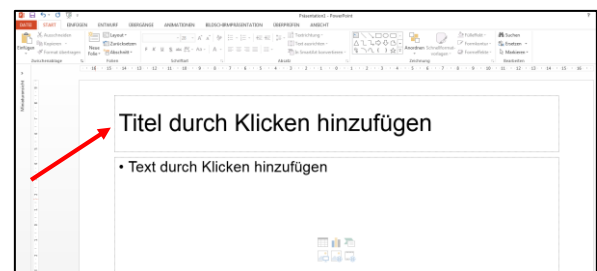 Präsentation1 - PowerPoint
DATEI START EINFÜGEN ENTWURF ÜBERGÄNGE ANIMATIONEN BILDSCHIRMPRÄSENTATION ÜBERPRÜFEN ANSICHT
Ausschneiden
Kopieren
Format übertragen
Einfügen
Zwischenablage
Neue
Folie
Layout
Zurücksetzen
Abschnitt
Folien
Schriftart
Textrichtung
Text ausrichten
In SmartArt konvertieren
Absatz
Anordnen
Schnellformat-
vorlagen
Fülleffekt
Formkontur
Formeffekte
Zeichnung
Suchen
Ersetzen
Markieren
Bearbeiten
Titel durch Klicken hinzufügen
• Text durch Klicken hinzufügen